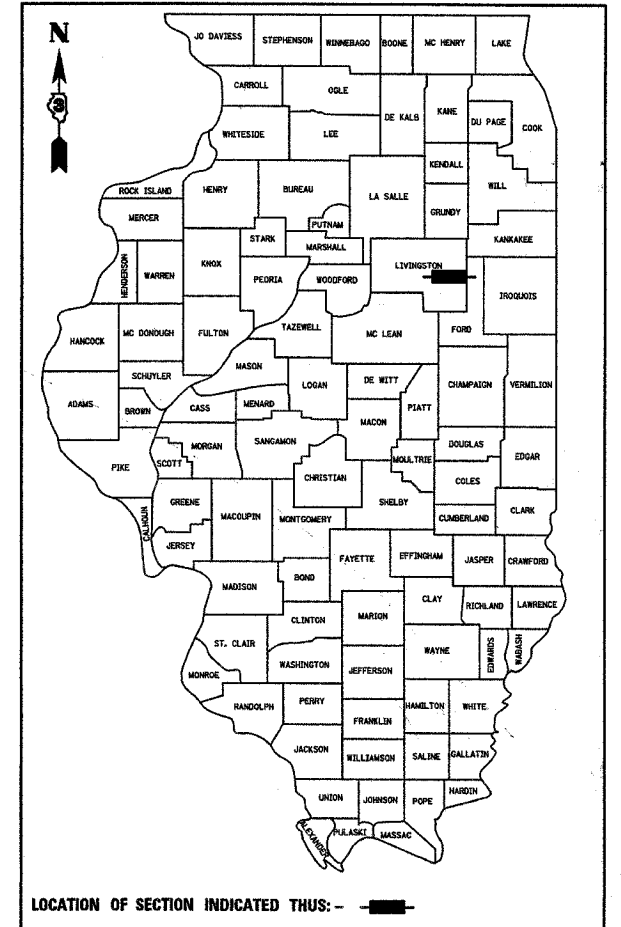 N
JO DAVIESS STEPHENSON WINNEBAGO BOONE MC HENRY LAKE
CARROLL OGLE DE KALB KANE DU PAGE COOK
WHITESIDE LEE
KENDALL WILL
ROCK ISLAND HENRY BUREAU LA SALLE GRUNDY
MERCER PUTNAM
STARK MARSHALL KANKAKEE
HENDERSON WARREN KNOX PEORIA WOODFORD LIVINGSTON IROQUOIS
HANCOCK MC DONOUGH FULTON TAZEWELL MC LEAN FORD
SCHUYLER MASON
ADAMS BROWN CASS MENARD LOGAN DE WITT PIATT CHAMPAIGN VERMILION
MACON
PIKE SCOTT MORGAN SANGAMON CHRISTIAN MOULTRIE DOUGLAS EDGAR
COLES
CALHOUN GREENE MACOUPIN MONTGOMERY SHELBY CUMBERLAND CLARK
JERSEY FAYETTE EFFINGHAM JASPER CRAWFORD
MADISON BOND
CLAY RICHLAND LAWRENCE
CLINTON MARION
ST. CLAIR WAYNE EDWARDS WABASH
WASHINGTON JEFFERSON
MONROE
RANDOLPH PERRY HAMILTON WHITE
FRANKLIN
JACKSON WILLIAMSON SALINE GALLATIN
UNION JOHNSON POPE HARDIN
ALEXANDER PULASKI MASSAC
LOCATION OF SECTION INDICATED THUS:-